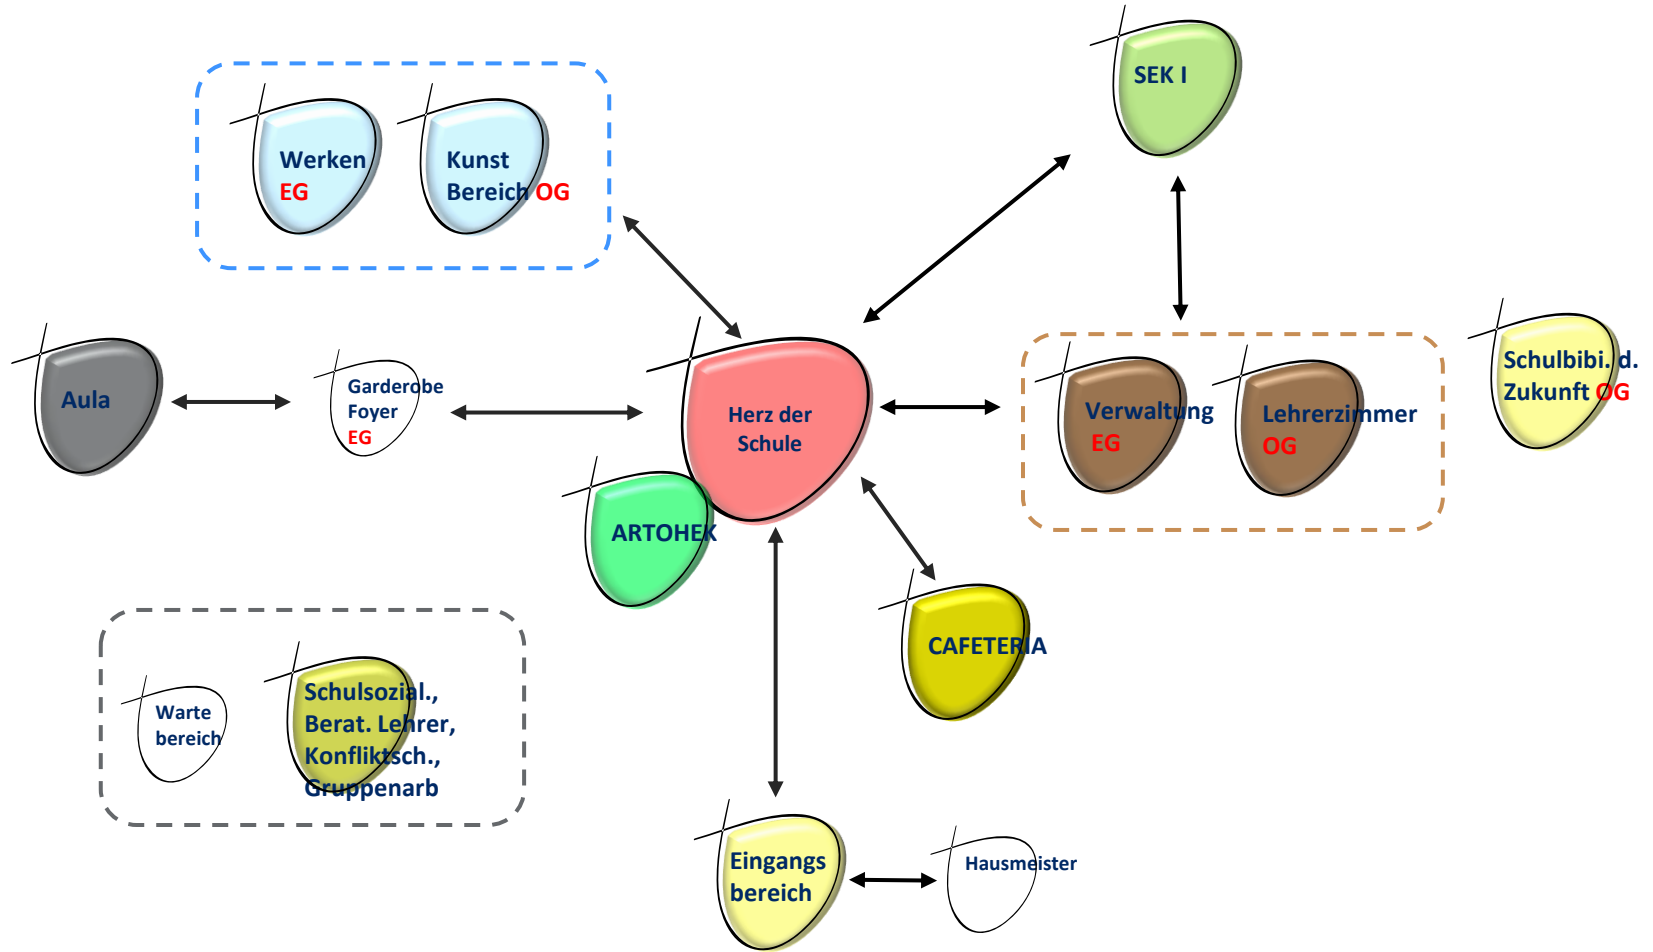 SEK I
Werken
EG
Kunst
Bereich OG
Aula
Garderobe
Foyer
EG
Herz der
Schule
Verwaltung
EG
Lehrerzimmer
OG
Schulbibi. d.
Zukunft OG
ARTOHEK
CAFETERIA
Warte
bereich
Schulsozial.,
Berat. Lehrer,
Konfliktsch.,
Gruppenarb
Eingangs
bereich
Hausmeister